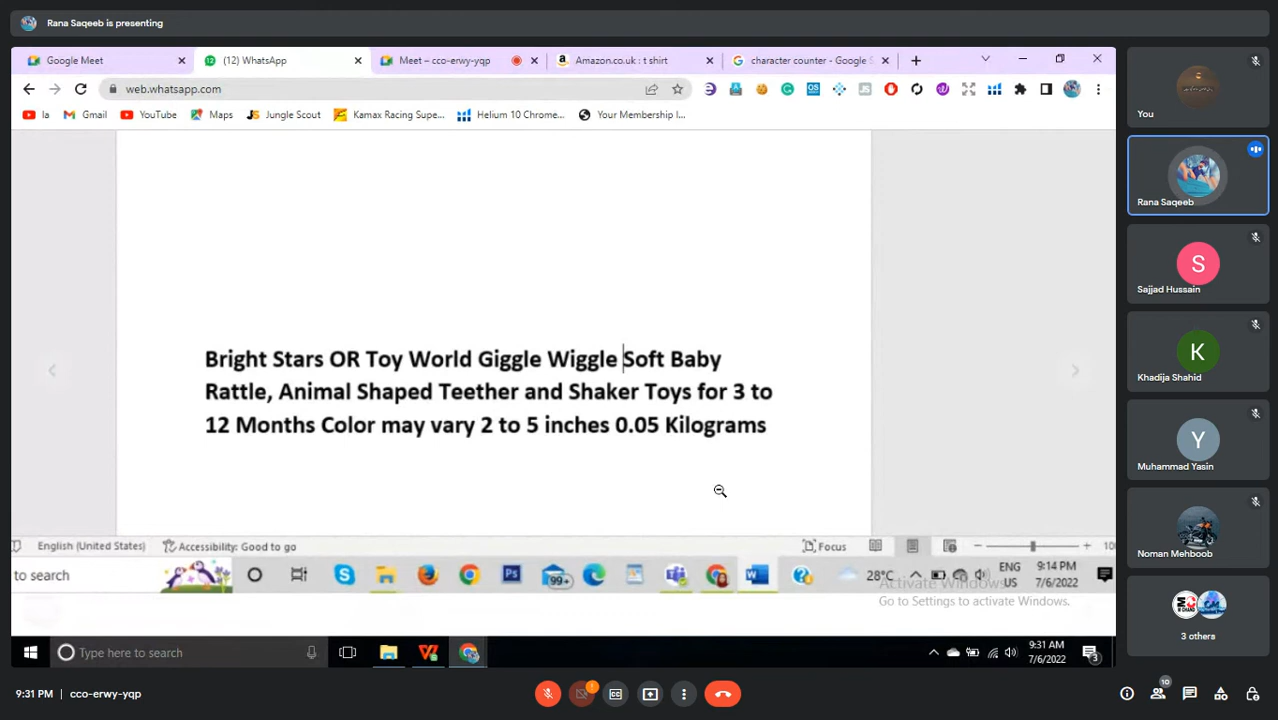 Rana Saqeeb is presenting
Google Meet
(12) WhatsApp
Meet – cco-erwy-yqp
Amazon.co.uk : t shirt
character counter - Google S
web.whatsapp.com
la
Gmail
YouTube
Maps
Jungle Scout
Kamax Racing Supe...
Helium 10 Chrome...
Your Membership I...
You
Rana Saqeeb
Bright Stars OR Toy World Giggle Wiggle Soft Baby
Rattle, Animal Shaped Teether and Shaker Toys for 3 to
12 Months Color may vary 2 to 5 inches 0.05 Kilograms
S
Sajjad Hussain
K
Khadija Shahid
Y
Muhammad Yasin
Noman Mehboob
3 others
English (United States)
Accessibility: Good to go
Focus
10
to search
99+
28°C
ENG
US
9:14 PM
7/6/2022
Activate Windows
Go to Settings to activate Windows.
Type here to search
9:31 AM
7/6/2022
3
9:31 PM | cco-erwy-yqp
10